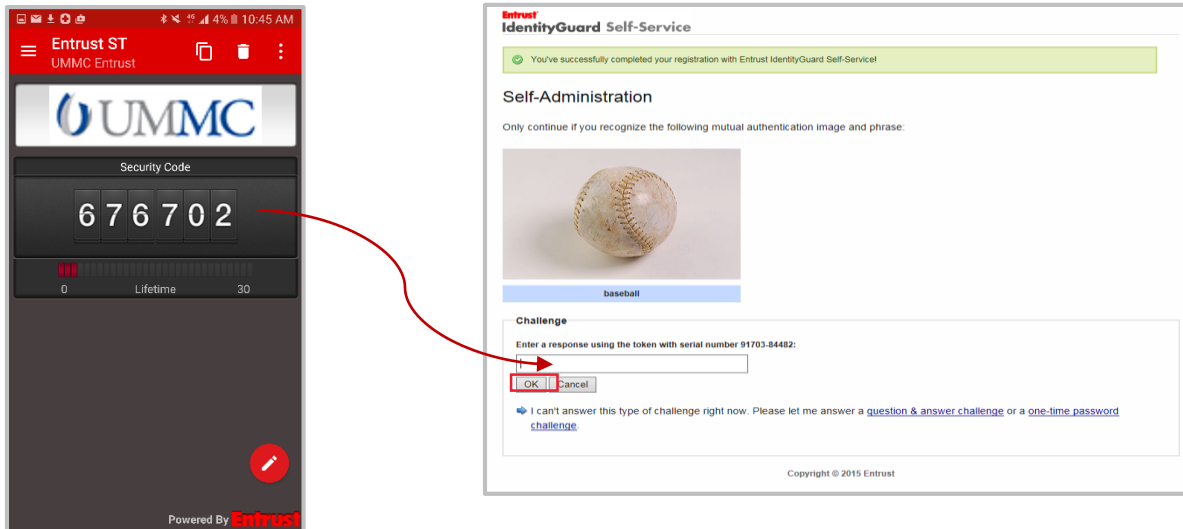 4G 4% 10:45 AM
Entrust ST
UMMC Entrust
UMMC
Security Code
676702
0 Lifetime 30
Powered By Entrust
Entrust
IdentityGuard Self-Service
You've successfully completed your registration with Entrust IdentityGuard Self-Service!
Self-Administration
Only continue if you recognize the following mutual authentication image and phrase:
baseball
Challenge
Enter a response using the token with serial number 91703-84482:
OK Cancel
I can't answer this type of challenge right now. Please let me answer a question & answer challenge or a one-time password
challenge.
Copyright © 2015 Entrust